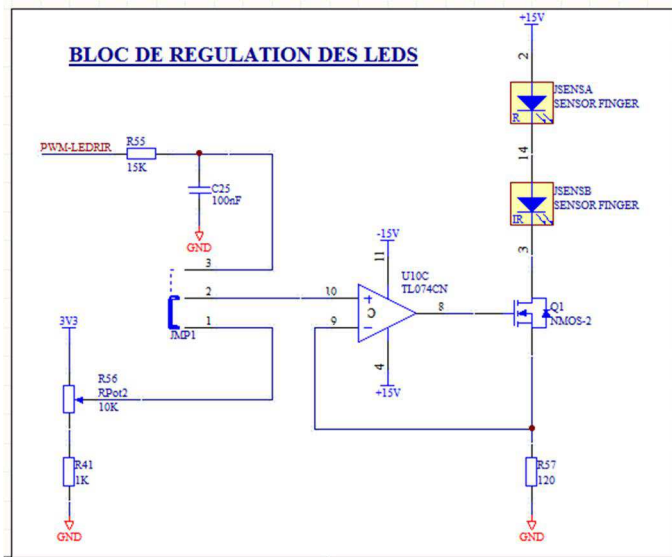 BLOC DE REGULATION DES LEDS
+15V
2
JSENSA
SENSOR FINGER
R
14
JSENSB
SENSOR FINGER
IR
3
PWM-LEDRIR
R55
15K
C25
100nF
GND
3
2
1
JMP1
-15V
11
U10C
TL074CN
10
+
C
8
9
-
4
+15V
Q1
NMOS-2
3V3
R56
RPot2
10K
R41
1K
GND
R57
120
GND